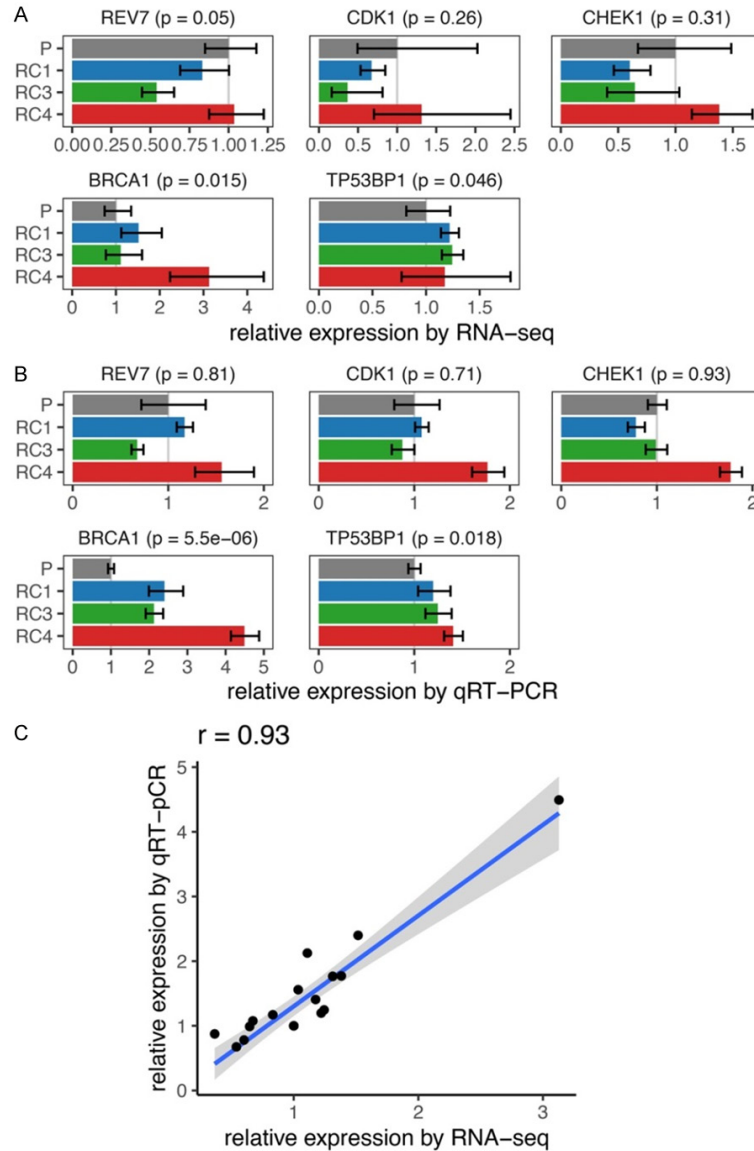 A
REV7 (p = 0.05) CDK1 (p = 0.26) CHEK1 (p = 0.31)
P
RC1
RC3
RC4
0.00 0.25 0.50 0.75 1.00 1.25 0.0 0.5 1.0 1.5 2.0 2.5 0.0 0.5 1.0 1.5
BRCA1 (p = 0.015) TP53BP1 (p = 0.046)
P
RC1
RC3
RC4
0 1 2 3 4 0.0 0.5 1.0 1.5
relative expression by RNA-seq
B
REV7 (p = 0.81) CDK1 (p = 0.71) CHEK1 (p = 0.93)
P
RC1
RC3
RC4
0 1 2 0 1 2 0 1 2
BRCA1 (p = 5.5e-06) TP53BP1 (p = 0.018)
P
RC1
RC3
RC4
0 1 2 3 4 5 0 1 2
relative expression by qRT-PCR
C
r = 0.93
relative expression by qRT-pCR
5
4
3
2
1
0
1 2 3
relative expression by RNA-seq